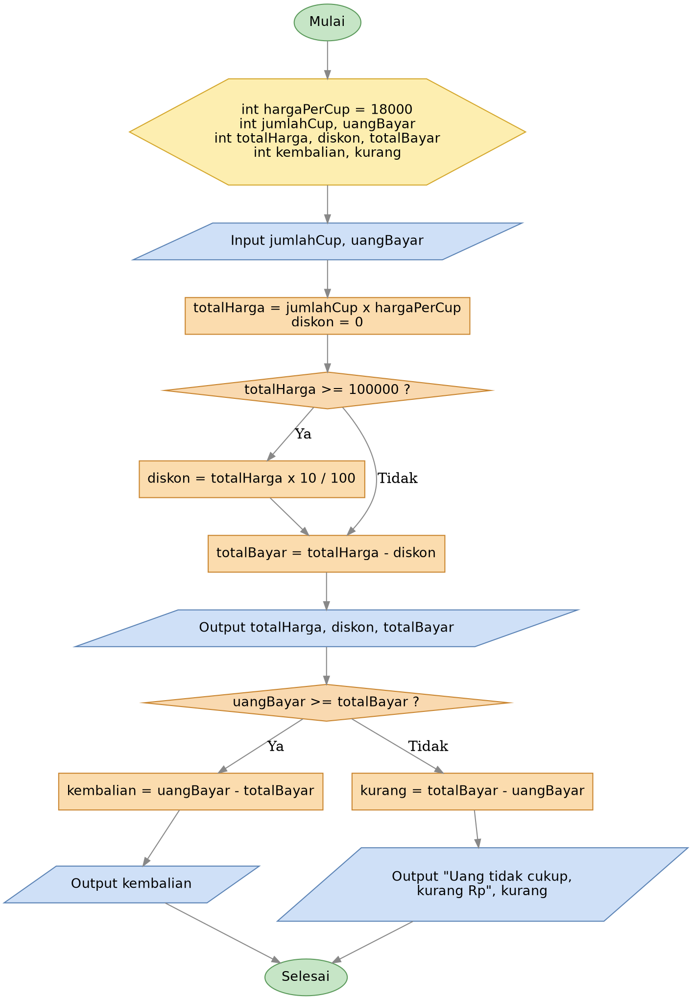 Mulai
int hargaPerCup = 18000
int jumlahCup, uangBayar
int totalHarga, diskon, totalBayar
int kembalian, kurang
Input jumlahCup, uangBayar
totalHarga = jumlahCup x hargaPerCup
diskon = 0
totalHarga >= 100000 ?
Ya
diskon = totalHarga x 10 / 100
Tidak
totalBayar = totalHarga - diskon
Output totalHarga, diskon, totalBayar
uangBayar >= totalBayar ?
Ya
Tidak
kembalian = uangBayar - totalBayar
kurang = totalBayar - uangBayar
Output kembalian
Output "Uang tidak cukup,
kurang Rp", kurang
Selesai